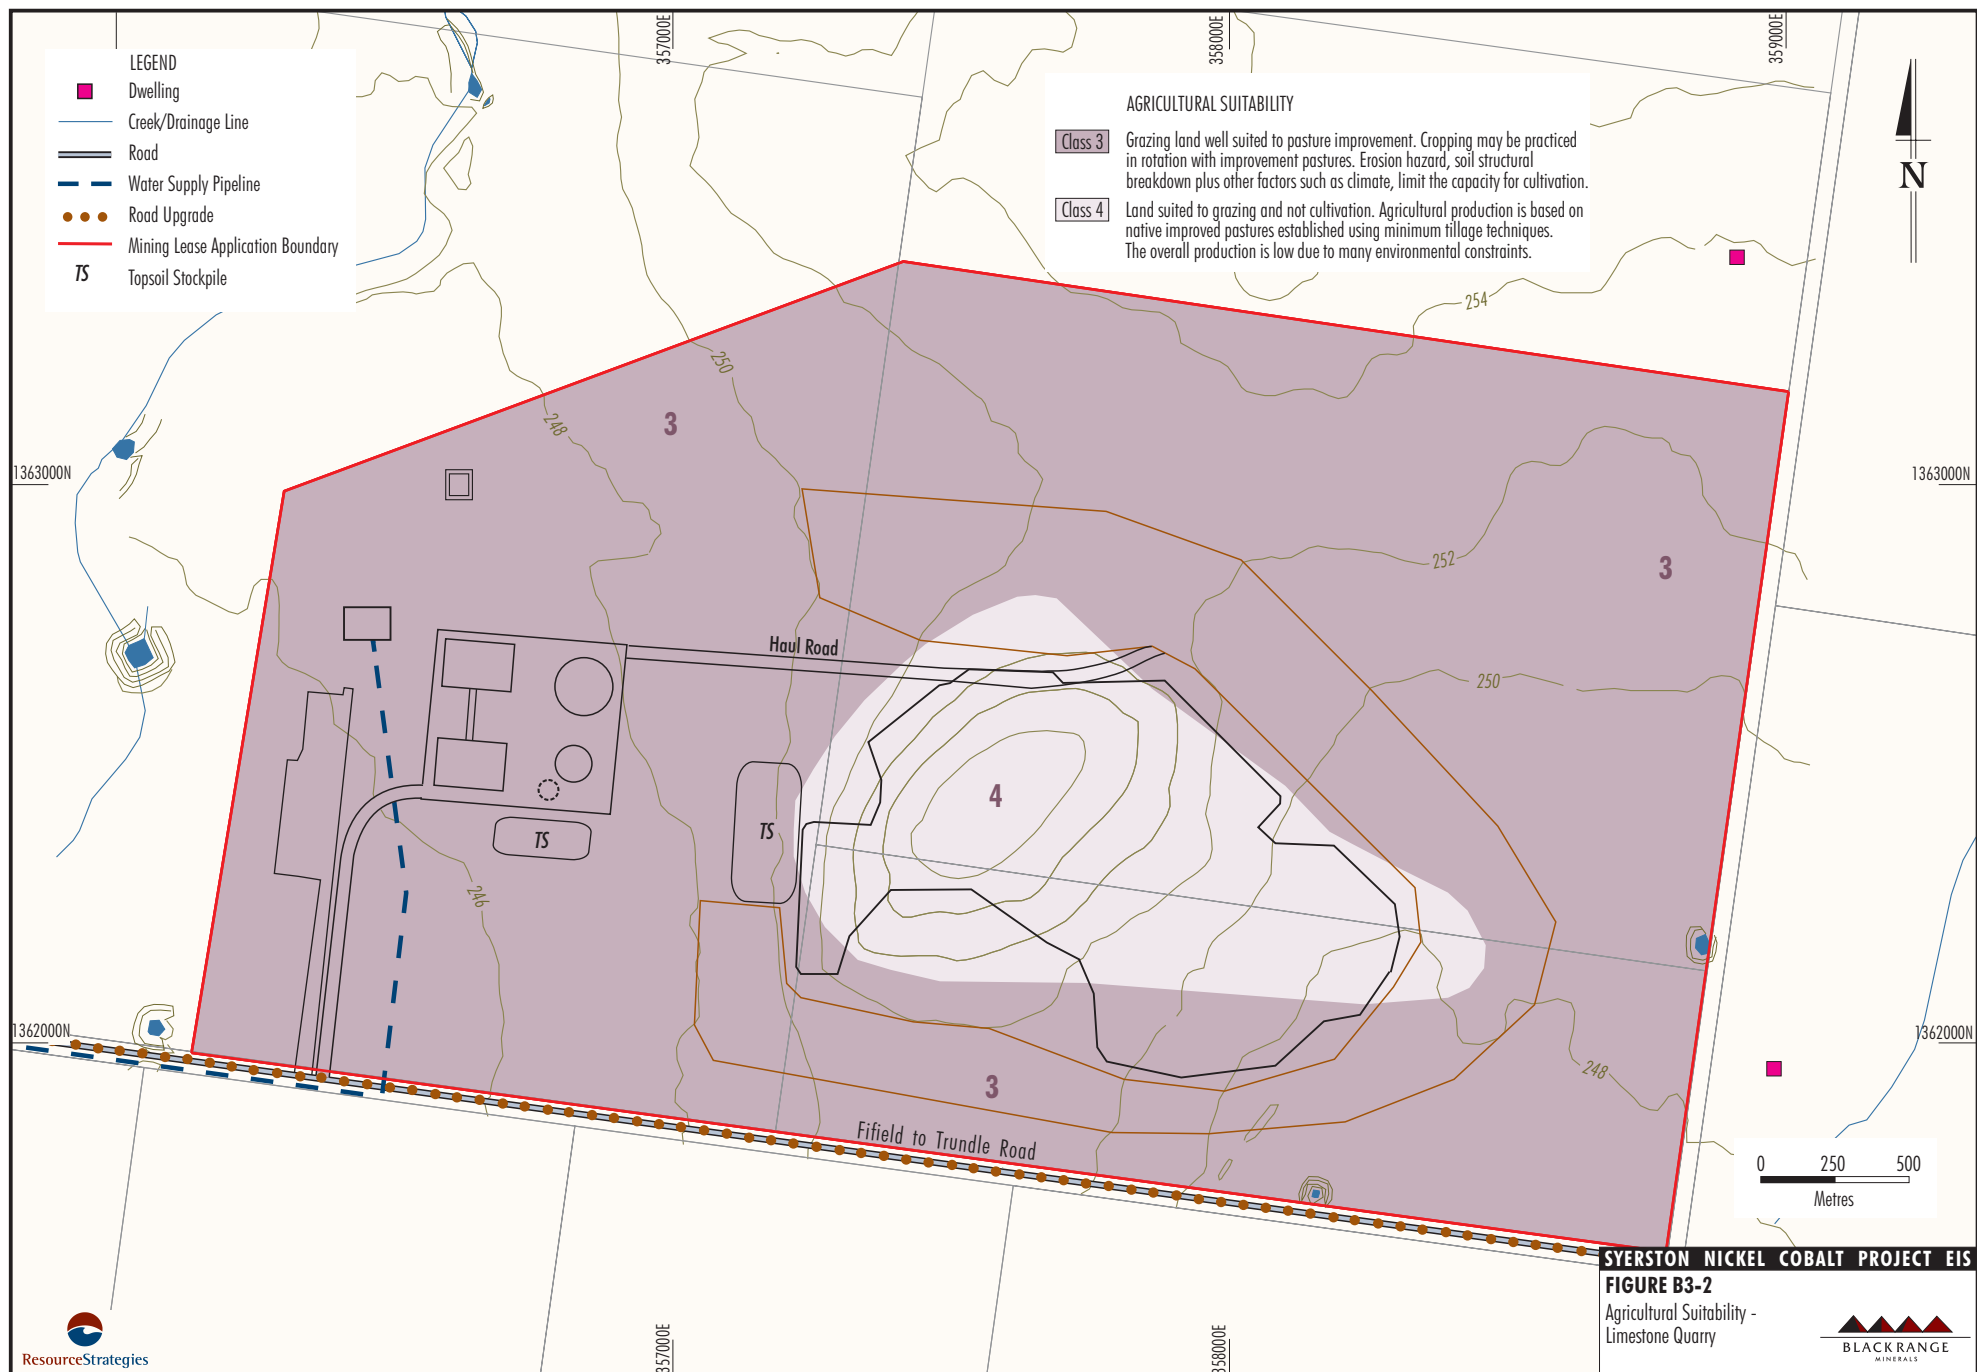 357000E
358000E
359000E
LEGEND
Dwelling
Creek/Drainage Line
Road
Water Supply Pipeline
Road Upgrade
Mining Lease Application Boundary
TS Topsoil Stockpile
AGRICULTURAL SUITABILITY
Class 3 Grazing land well suited to pasture improvement. Cropping may be practiced
in rotation with improvement pastures. Erosion hazard, soil structural
breakdown plus other factors such as climate, limit the capacity for cultivation.
Class 4 Land suited to grazing and not cultivation. Agricultural production is based on
native improved pastures established using minimum tillage techniques.
The overall production is low due to many environmental constraints.
N
254
250
248
3
1363000N
1363000N
252
3
Haul Road
250
4
TS
TS
246
1362000N
1362000N
248
3
Fifield to Trundle Road
0 250 500
Metres
SYERSTON NICKEL COBALT PROJECT EIS
FIGURE B3-2
Agricultural Suitability -
Limestone Quarry
BLACK RANGE
MINERALS
ResourceStrategies
357000E
358000E